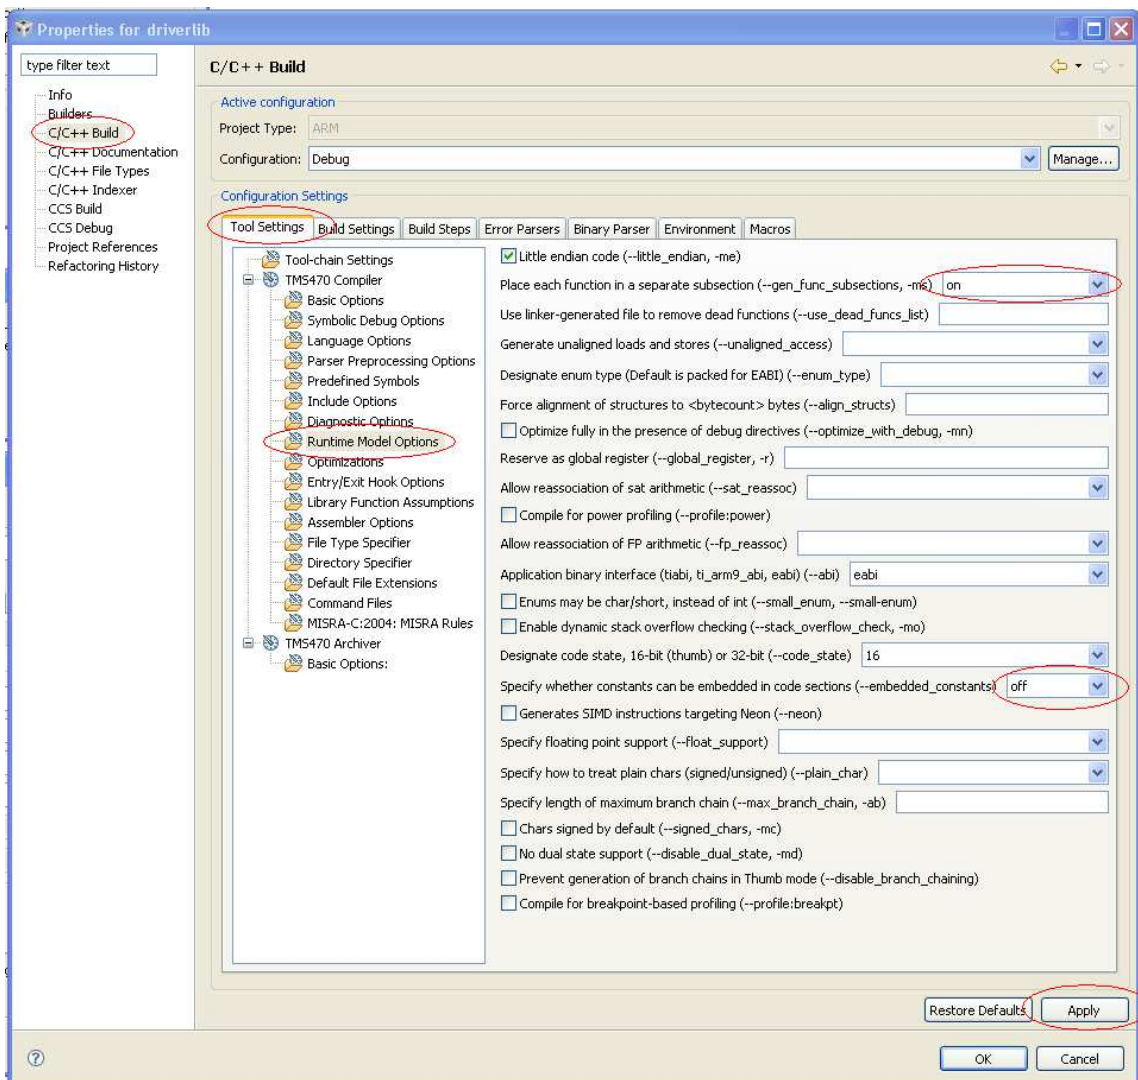 Properties for driverlib
type filter text
Info
Builders
C/C++ Build
C/C++ Documentation
C/C++ File Types
C/C++ Indexer
CCS Build
CCS Debug
Project References
Refactoring History
C/C++ Build
Active configuration
Project Type: ARM
Configuration: Debug
Manage...
Configuration Settings
Tool Settings Build Settings Build Steps Error Parsers Binary Parser Environment Macros
Tool-chain Settings
TMS470 Compiler
Basic Options
Symbolic Debug Options
Language Options
Parser Preprocessing Options
Predefined Symbols
Include Options
Diagnostic Options
Runtime Model Options
Optimizations
Entry/Exit Hook Options
Library Function Assumptions
Assembler Options
File Type Specifier
Directory Specifier
Default File Extensions
Command Files
MISRA-C:2004: MISRA Rules
TMS470 Archiver
Basic Options:
Little endian code (--little_endian, -me)
Place each function in a separate subsection (--gen_func_subsections, -ms) on
Use linker-generated file to remove dead functions (--use_dead_funcs_list)
Generate unaligned loads and stores (--unaligned_access)
Designate enum type (Default is packed for EABI) (--enum_type)
Force alignment of structures to <bytecount> bytes (--align_structs)
Optimize fully in the presence of debug directives (--optimize_with_debug, -mn)
Reserve as global register (--global_register, -r)
Allow reassociation of sat arithmetic (--sat_reassoc)
Compile for power profiling (--profile:power)
Allow reassociation of FP arithmetic (--fp_reassoc)
Application binary interface (tiabi, ti_arm9_abi, eabi) (--abi) eabi
Enums may be char/short, instead of int (--small_enum, --small-enum)
Enable dynamic stack overflow checking (--stack_overflow_check, -mo)
Designate code state, 16-bit (thumb) or 32-bit (--code_state) 16
Specify whether constants can be embedded in code sections (--embedded_constants) off
Generates SIMD instructions targeting Neon (--neon)
Specify floating point support (--float_support)
Specify how to treat plain chars (signed/unsigned) (--plain_char)
Specify length of maximum branch chain (--max_branch_chain, -ab)
Chars signed by default (--signed_chars, -mc)
No dual state support (--disable_dual_state, -md)
Prevent generation of branch chains in Thumb mode (--disable_branch_chaining)
Compile for breakpoint-based profiling (--profile:breakpt)
Restore Defaults Apply
OK Cancel